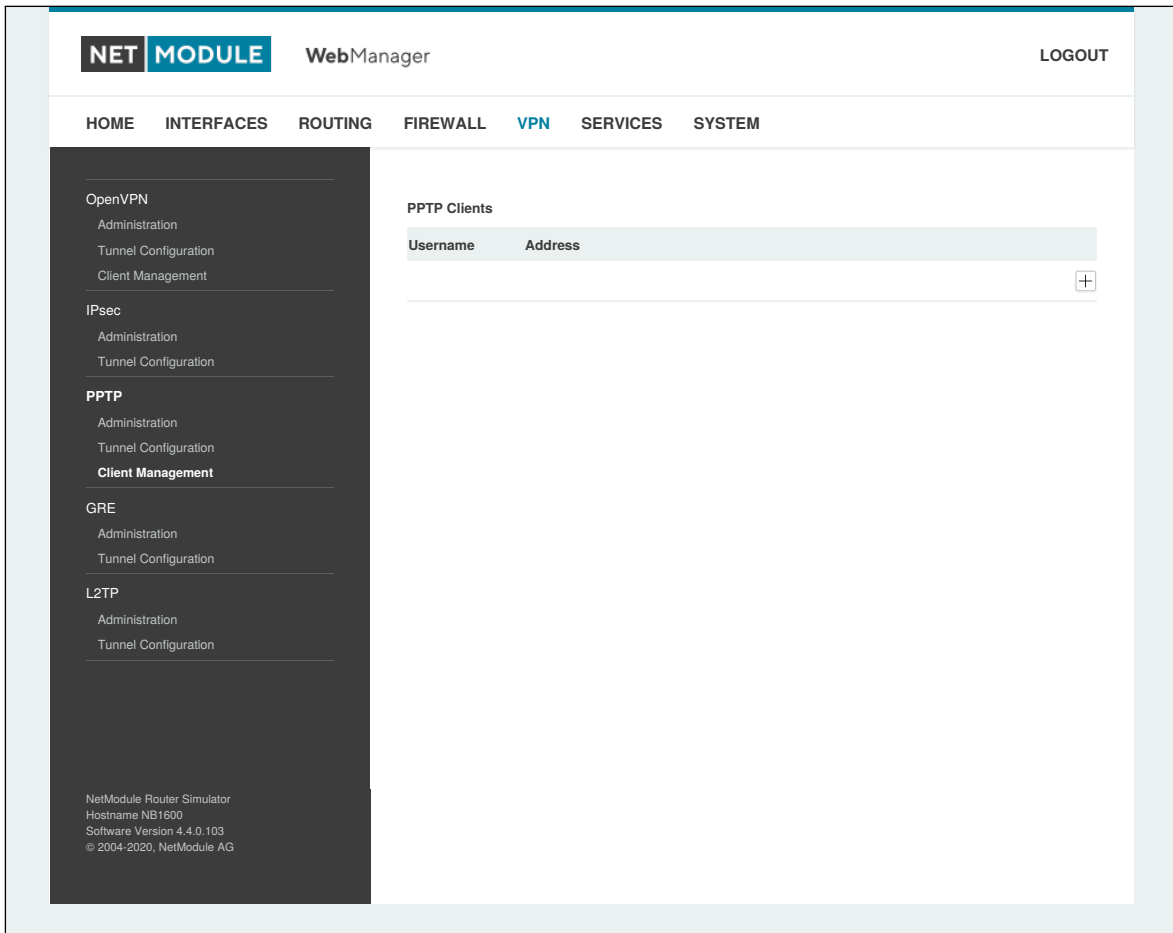 NET MODULE WebManager LOGOUT
HOME INTERFACES ROUTING FIREWALL VPN SERVICES SYSTEM
OpenVPN
Administration
Tunnel Configuration
Client Management
IPsec
Administration
Tunnel Configuration
PPTP
Administration
Tunnel Configuration
Client Management
GRE
Administration
Tunnel Configuration
L2TP
Administration
Tunnel Configuration
NetModule Router Simulator
Hostname NB1600
Software Version 4.4.0.103
© 2004-2020, NetModule AG
PPTP Clients
Username Address